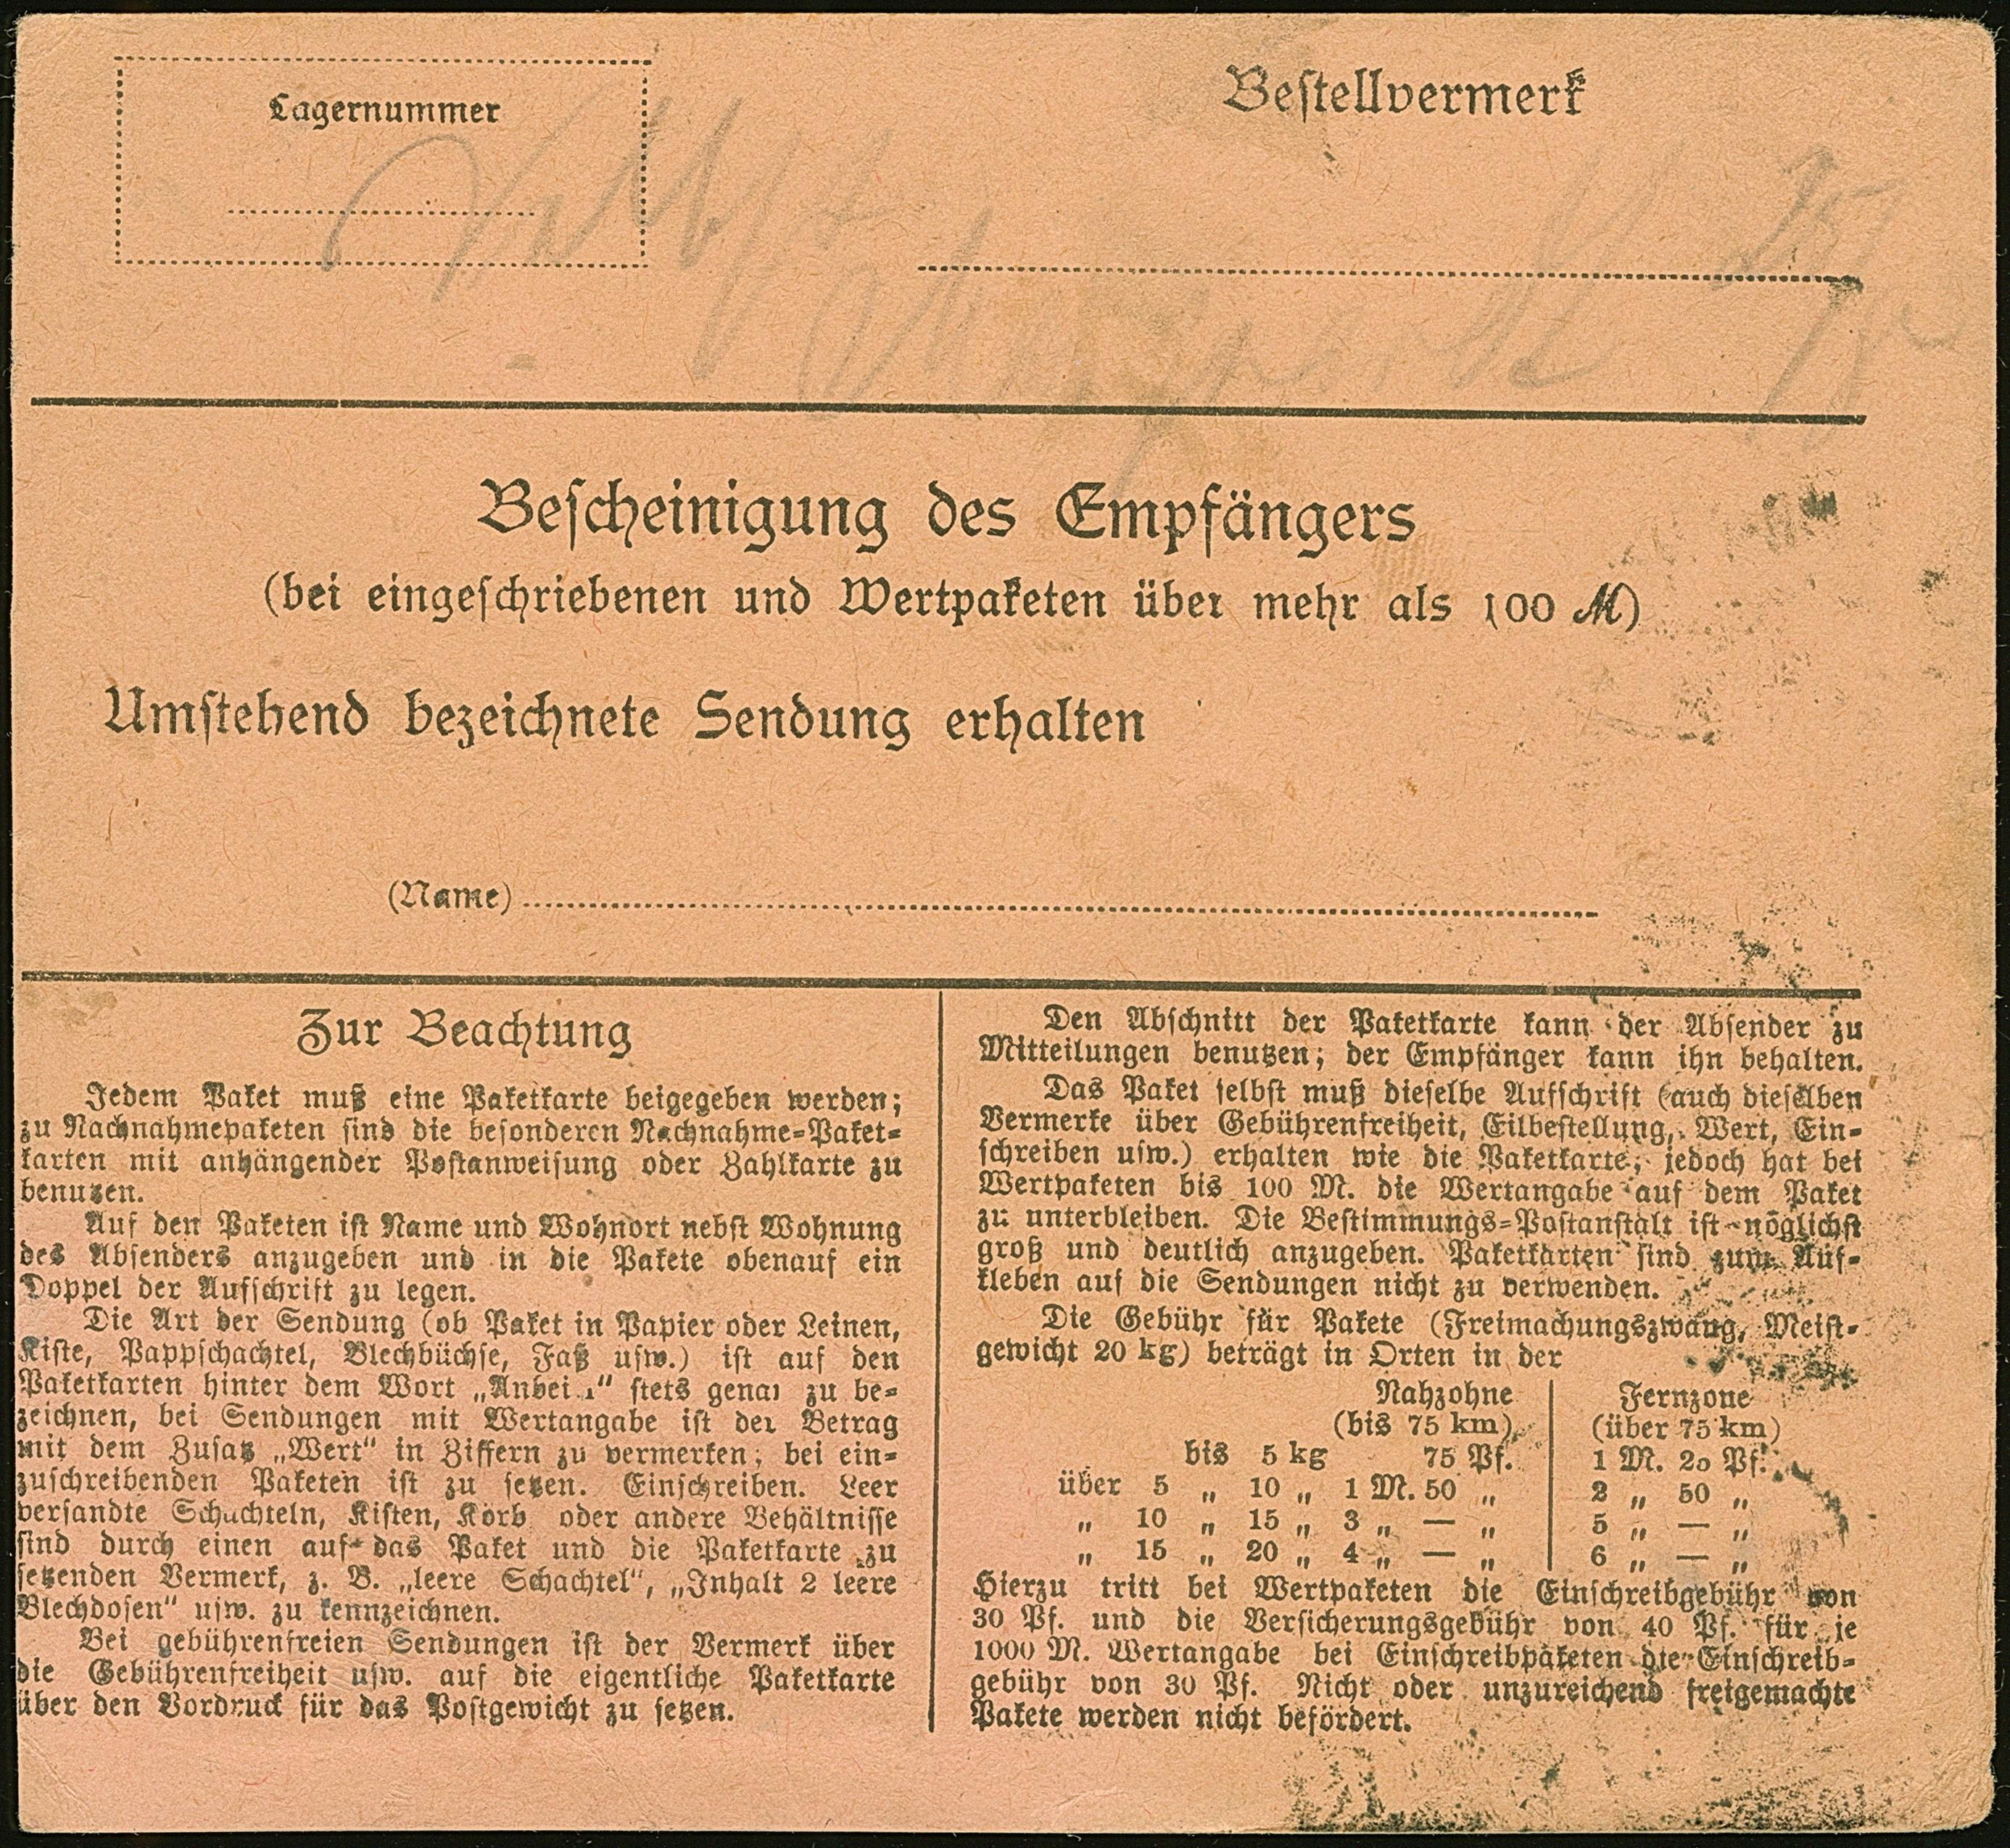 Lagernummer
Bestellvermerk
Bescheinigung des Empfängers
(bei eingeschriebenen und Wertpaketen über mehr als 100 ℳ)
Umstehend bezeichnete Sendung erhalten
(Name)
Zur Beachtung
Jedem Paket muß eine Paketkarte beigegeben werden;
zu Nachnahmepaketen sind die besonderen Nachnahme-Paket-
karten mit anhängender Postanweisung oder Zahlkarte zu
benutzen.
Auf den Paketen ist Name und Wohnort nebst Wohnung
des Absenders anzugeben und in die Pakete obenauf ein
Doppel der Aufschrift zu legen.
Die Art der Sendung (ob Paket in Papier oder Leinen,
Kiste, Pappschachtel, Blechbüchse, Faß usw.) ist auf den
Paketkarten hinter dem Wort „Anbei" stets genau zu be-
zeichnen, bei Sendungen mit Wertangabe ist der Betrag
mit dem Zusatz „Wert" in Ziffern zu vermerken; bei ein-
zuschreibenden Paketen ist zu setzen. Einschreiben. Leer
versandte Schachteln, Kisten, Körb oder andere Behältnisse
sind durch einen auf das Paket und die Paketkarte zu
setzenden Vermerk, z. B. „leere Schachtel", „Inhalt 2 leere
Blechdosen" usw. zu kennzeichnen.
Bei gebührenfreien Sendungen ist der Vermerk über
die Gebührenfreiheit usw. auf die eigentliche Paketkarte
über den Vordruck für das Postgewicht zu setzen.
Den Abschnitt der Paketkarte kann der Absender zu
Mitteilungen benutzen; der Empfänger kann ihn behalten.
Das Paket selbst muß dieselbe Aufschrift (auch dieselben
Vermerke über Gebührenfreiheit, Eilbestellung, Wert, Ein-
schreiben usw.) erhalten wie die Paketkarte, jedoch hat bei
Wertpaketen bis 100 M. die Wertangabe auf dem Paket
zu unterbleiben. Die Bestimmungs-Postanstalt ist möglichst
groß und deutlich anzugeben. Paketkarten sind zum Auf-
kleben auf die Sendungen nicht zu verwenden.
Die Gebühr für Pakete (Freimachungszwang, Meist-
gewicht 20 kg) beträgt in Orten in der
Nahzohne Fernzone
(bis 75 km) (über 75 km)
bis 5 kg 75 Pf. 1 M. 20 Pf.
über 5 „ 10 „ 1 M. 50 „ 2 „ 50 „
„ 10 „ 15 „ 3 „ — „ 5 „ — „
„ 15 „ 20 „ 4 „ — „ 6 „ — „
Hierzu tritt bei Wertpaketen die Einschreibgebühr von
30 Pf. und die Versicherungsgebühr von 40 Pf. für je
1000 M. Wertangabe bei Einschreibpaketen die Einschreib-
gebühr von 30 Pf. Nicht oder unzureichend freigemachte
Pakete werden nicht befördert.